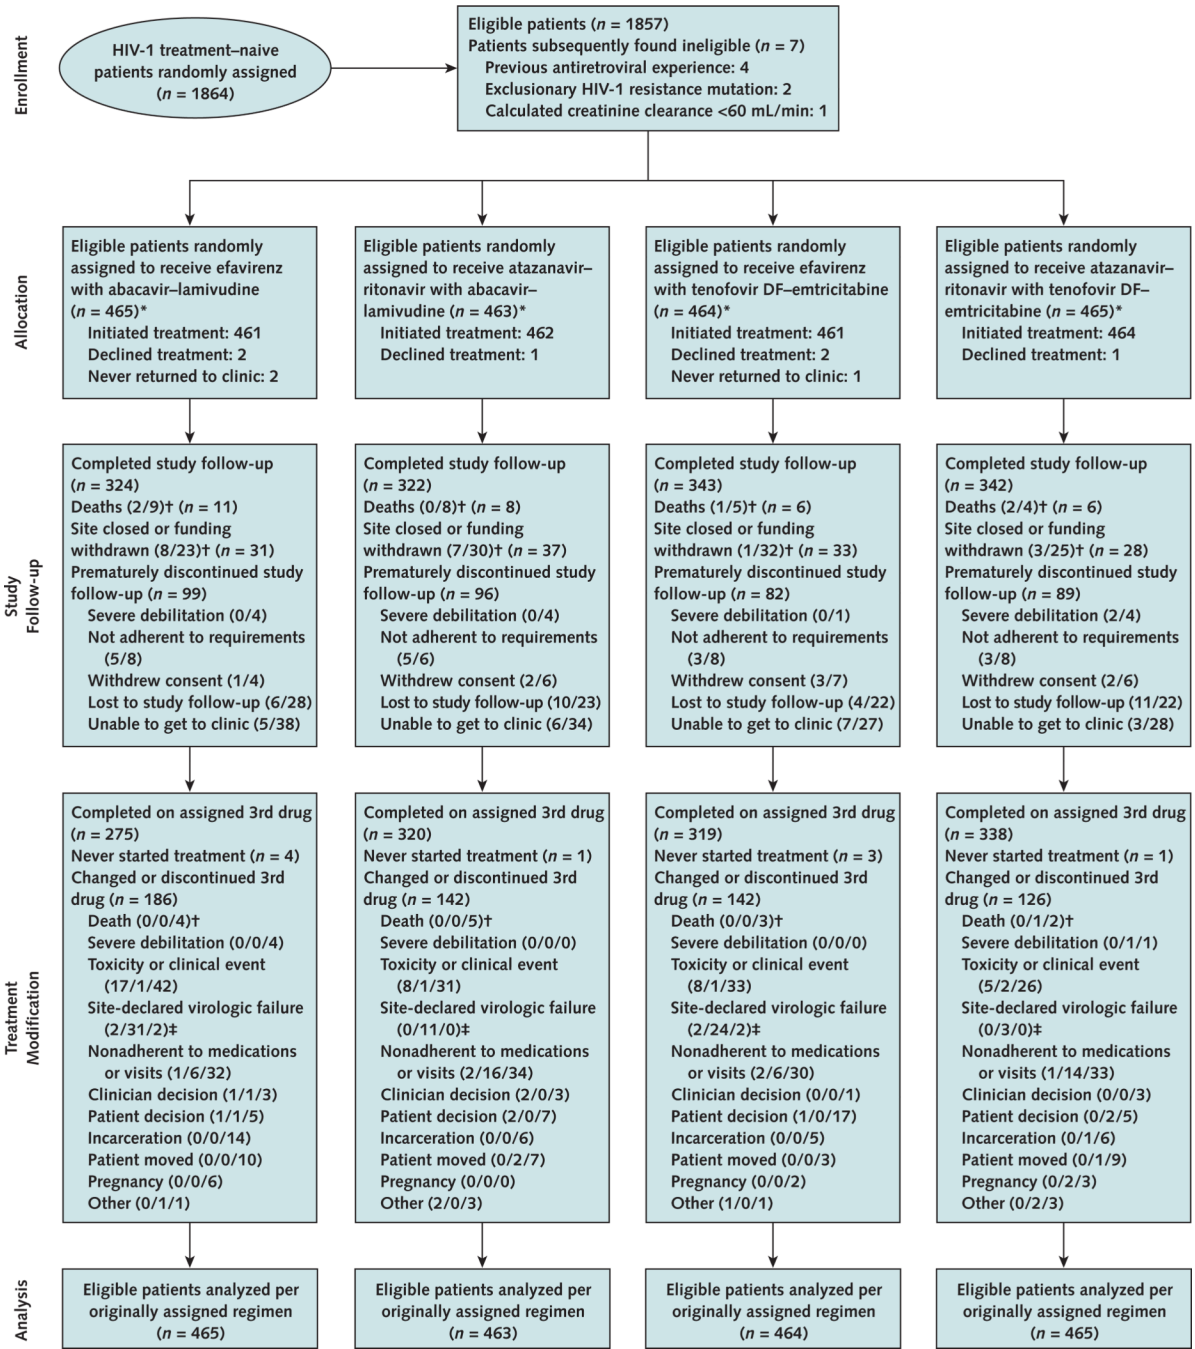 Enrollment
HIV-1 treatment–naive
patients randomly assigned
(n = 1864)
Eligible patients (n = 1857)
Patients subsequently found ineligible (n = 7)
Previous antiretroviral experience: 4
Exclusionary HIV-1 resistance mutation: 2
Calculated creatinine clearance <60 mL/min: 1
Allocation
Eligible patients randomly
assigned to receive efavirenz
with abacavir–lamivudine
(n = 465)*
Initiated treatment: 461
Declined treatment: 2
Never returned to clinic: 2
Eligible patients randomly
assigned to receive atazanavir–
ritonavir with abacavir–
lamivudine (n = 463)*
Initiated treatment: 462
Declined treatment: 1
Eligible patients randomly
assigned to receive efavirenz
with tenofovir DF–emtricitabine
(n = 464)*
Initiated treatment: 461
Declined treatment: 2
Never returned to clinic: 1
Eligible patients randomly
assigned to receive atazanavir–
ritonavir with tenofovir DF–
emtricitabine (n = 465)*
Initiated treatment: 464
Declined treatment: 1
Study
Follow-up
Completed study follow-up
(n = 324)
Deaths (2/9)† (n = 11)
Site closed or funding
withdrawn (8/23)† (n = 31)
Prematurely discontinued study
follow-up (n = 99)
Severe debilitation (0/4)
Not adherent to requirements
(5/8)
Withdrew consent (1/4)
Lost to study follow-up (6/28)
Unable to get to clinic (5/38)
Completed study follow-up
(n = 322)
Deaths (0/8)† (n = 8)
Site closed or funding
withdrawn (7/30)† (n = 37)
Prematurely discontinued study
follow-up (n = 96)
Severe debilitation (0/4)
Not adherent to requirements
(5/6)
Withdrew consent (2/6)
Lost to study follow-up (10/23)
Unable to get to clinic (6/34)
Completed study follow-up
(n = 343)
Deaths (1/5)† (n = 6)
Site closed or funding
withdrawn (1/32)† (n = 33)
Prematurely discontinued study
follow-up (n = 82)
Severe debilitation (0/1)
Not adherent to requirements
(3/8)
Withdrew consent (3/7)
Lost to study follow-up (4/22)
Unable to get to clinic (7/27)
Completed study follow-up
(n = 342)
Deaths (2/4)† (n = 6)
Site closed or funding
withdrawn (3/25)† (n = 28)
Prematurely discontinued study
follow-up (n = 89)
Severe debilitation (2/4)
Not adherent to requirements
(3/8)
Withdrew consent (2/6)
Lost to study follow-up (11/22)
Unable to get to clinic (3/28)
Treatment
Modification
Completed on assigned 3rd drug
(n = 275)
Never started treatment (n = 4)
Changed or discontinued 3rd
drug (n = 186)
Death (0/0/4)†
Severe debilitation (0/0/4)
Toxicity or clinical event
(17/1/42)
Site-declared virologic failure
(2/31/2)‡
Nonadherent to medications
or visits (1/6/32)
Clinician decision (1/1/3)
Patient decision (1/1/5)
Incarceration (0/0/14)
Patient moved (0/0/10)
Pregnancy (0/0/6)
Other (0/1/1)
Completed on assigned 3rd drug
(n = 320)
Never started treatment (n = 1)
Changed or discontinued 3rd
drug (n = 142)
Death (0/0/5)†
Severe debilitation (0/0/0)
Toxicity or clinical event
(8/1/31)
Site-declared virologic failure
(0/11/0)‡
Nonadherent to medications
or visits (2/16/34)
Clinician decision (2/0/3)
Patient decision (2/0/7)
Incarceration (0/0/6)
Patient moved (0/2/7)
Pregnancy (0/0/0)
Other (2/0/3)
Completed on assigned 3rd drug
(n = 319)
Never started treatment (n = 3)
Changed or discontinued 3rd
drug (n = 142)
Death (0/0/3)†
Severe debilitation (0/0/0)
Toxicity or clinical event
(8/1/33)
Site-declared virologic failure
(2/24/2)‡
Nonadherent to medications
or visits (2/6/30)
Clinician decision (0/0/1)
Patient decision (1/0/17)
Incarceration (0/0/5)
Patient moved (0/0/3)
Pregnancy (0/0/2)
Other (1/0/1)
Completed on assigned 3rd drug
(n = 338)
Never started treatment (n = 1)
Changed or discontinued 3rd
drug (n = 126)
Death (0/1/2)†
Severe debilitation (0/1/1)
Toxicity or clinical event
(5/2/26)
Site-declared virologic failure
(0/3/0)‡
Nonadherent to medications
or visits (1/14/33)
Clinician decision (0/0/3)
Patient decision (0/2/5)
Incarceration (0/1/6)
Patient moved (0/1/9)
Pregnancy (0/2/3)
Other (0/2/3)
Analysis
Eligible patients analyzed per
originally assigned regimen
(n = 465)
Eligible patients analyzed per
originally assigned regimen
(n = 463)
Eligible patients analyzed per
originally assigned regimen
(n = 464)
Eligible patients analyzed per
originally assigned regimen
(n = 465)